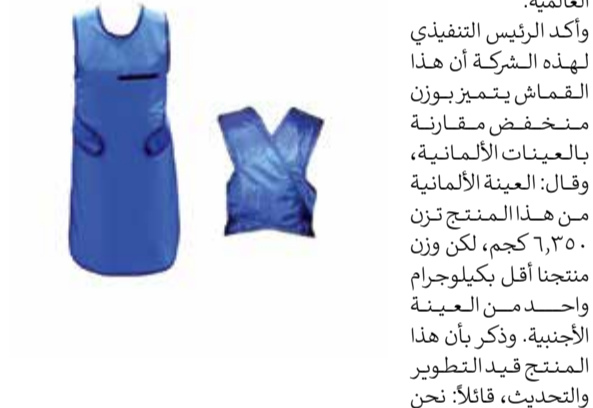 العالمية.
وأكد الرئيس التنفيذي
لهذه الشركة أن هذا
القماش يتميز بوزن
منخفض مقارنة
بالعينات الألمانية،
وقال: العينة الألمانية
من هذا المنتج تزن
٦,٣٥٠ كجم، لكن وزن
منتجنا أقل بكيلوجرام
واحد من العينة
الأجنبية. وذكر بأن هذا
المنتج قيد التطوير
والتحديث، قائلاً: نحن